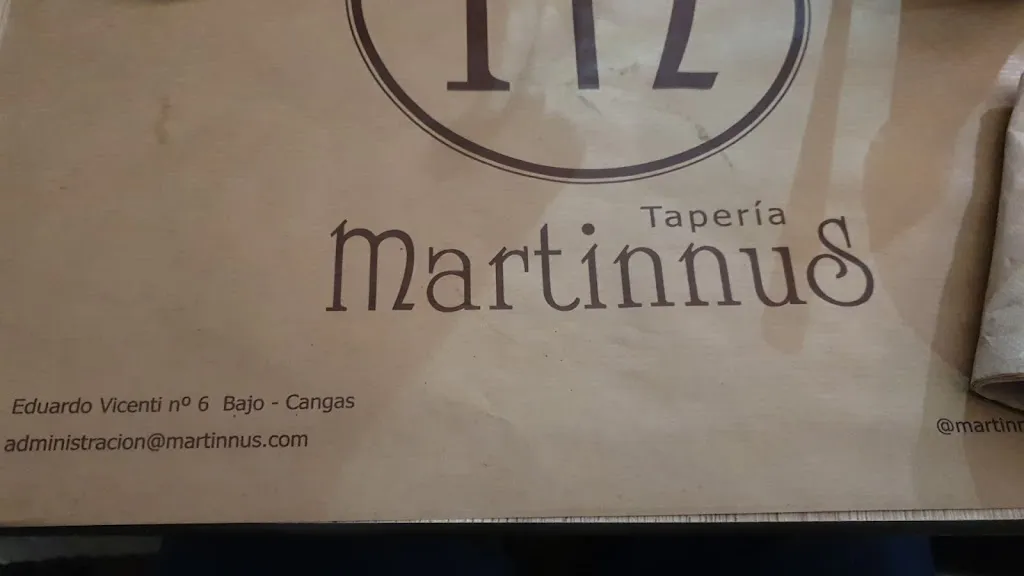 Tapería
Martinnus
Eduardo Vicenti nº 6 Bajo - Cangas
administracion@martinnus.com